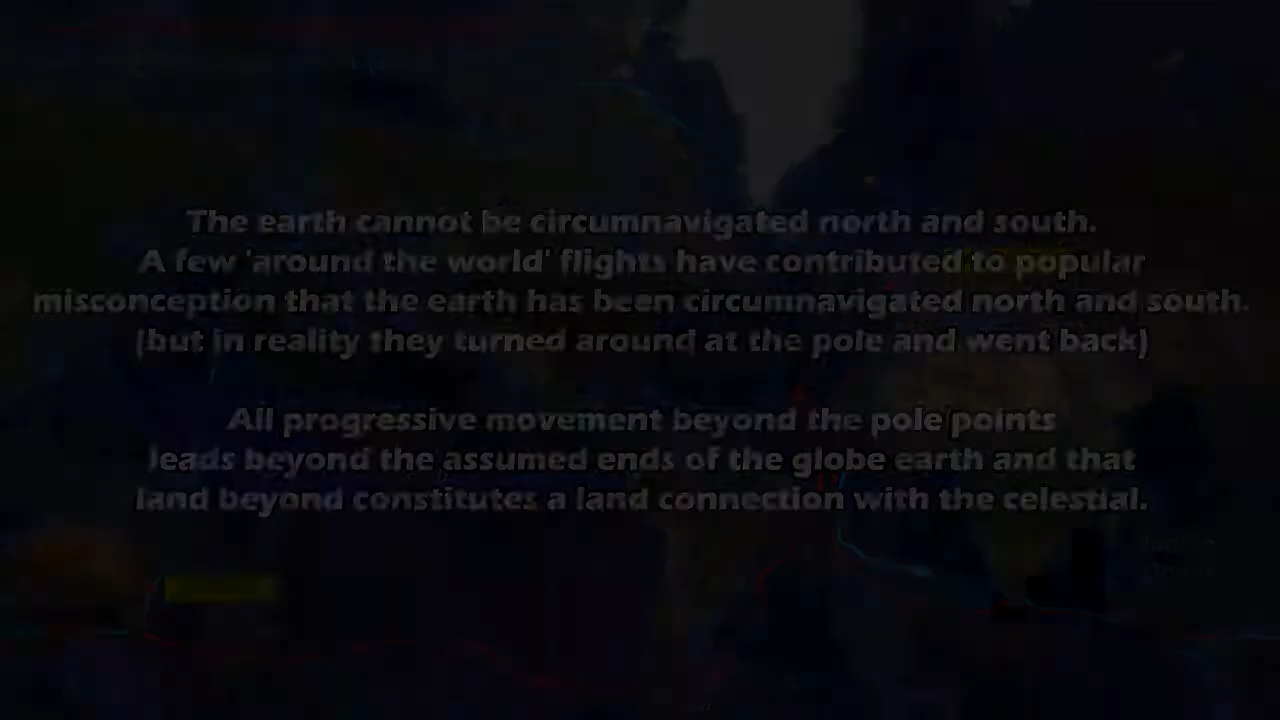 The earth cannot be circumnavigated north and south.
A few 'around the world' flights have contributed to popular
misconception that the earth has been circumnavigated north and south.
(but in reality they turned around at the pole and went back)
All progressive movement beyond the pole points
leads beyond the assumed ends of the globe earth and that
land beyond constitutes a land connection with the celestial.